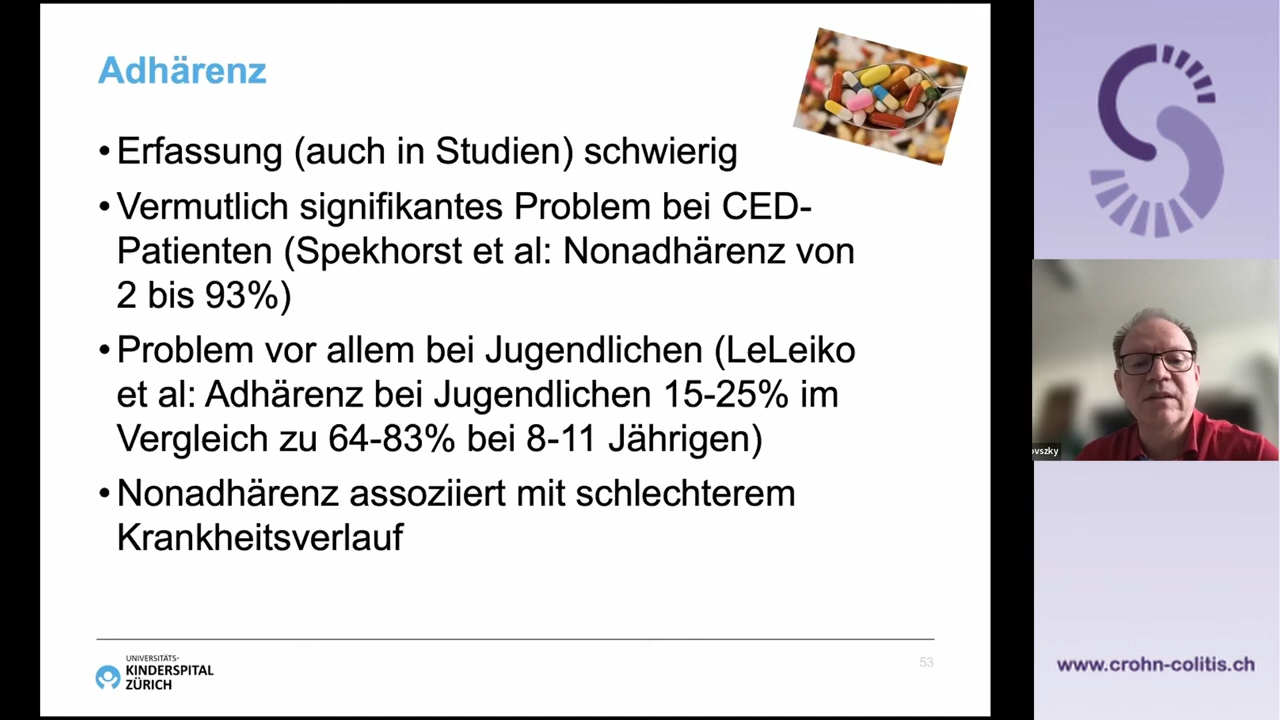 Adhärenz
•Erfassung (auch in Studien) schwierig
•Vermutlich signifikantes Problem bei CED-
Patienten (Spekhorst et al: Nonadhärenz von
2 bis 93%)
•Problem vor allem bei Jugendlichen (LeLeiko
et al: Adhärenz bei Jugendlichen 15-25% im
Vergleich zu 64-83% bei 8-11 Jährigen)
•Nonadhärenz assoziiert mit schlechterem
Krankheitsverlauf
UNIVERSITÄTS-
KINDERSPITAL
ZÜRICH
53
ovszky
www.crohn-colitis.ch